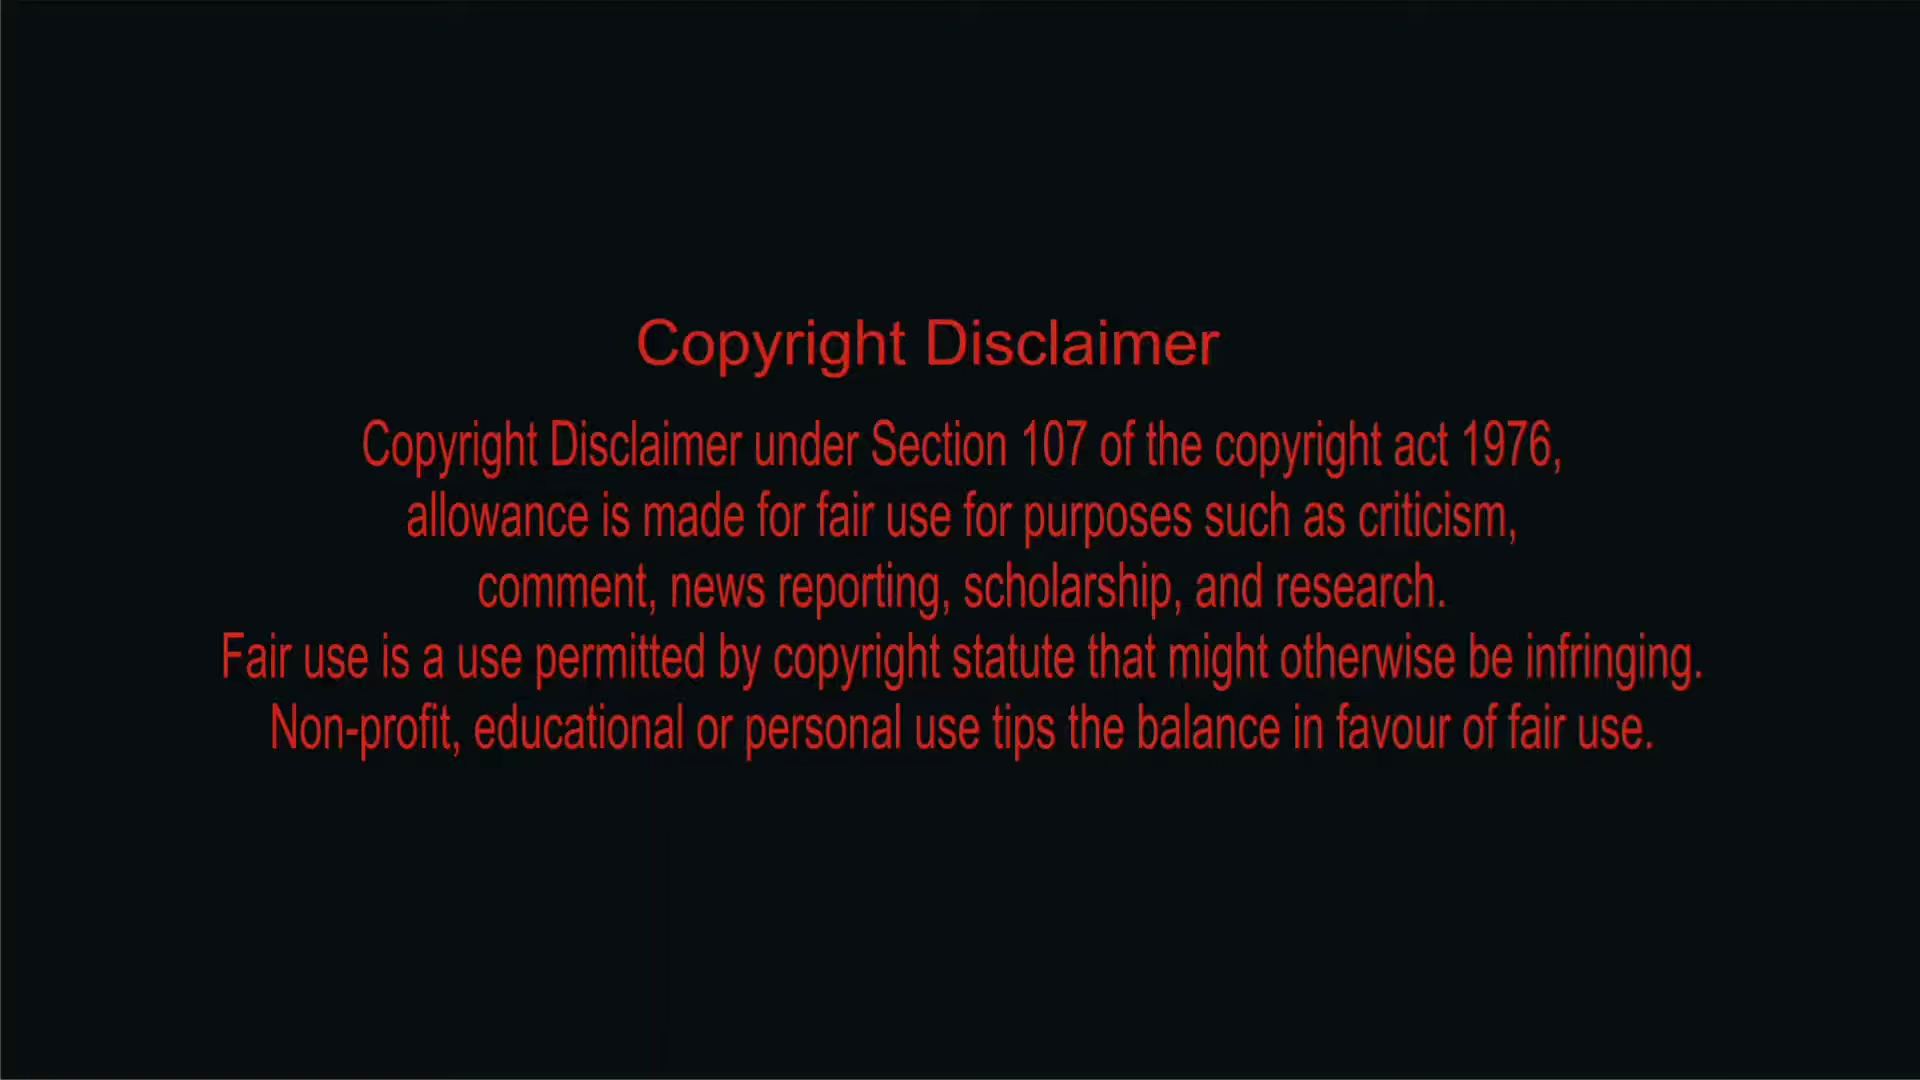 Copyright Disclaimer
Copyright Disclaimer under Section 107 of the copyright act 1976,
allowance is made for fair use for purposes such as criticism,
comment, news reporting, scholarship, and research.
Fair use is a use permitted by copyright statute that might otherwise be infringing.
Non-profit, educational or personal use tips the balance in favour of fair use.